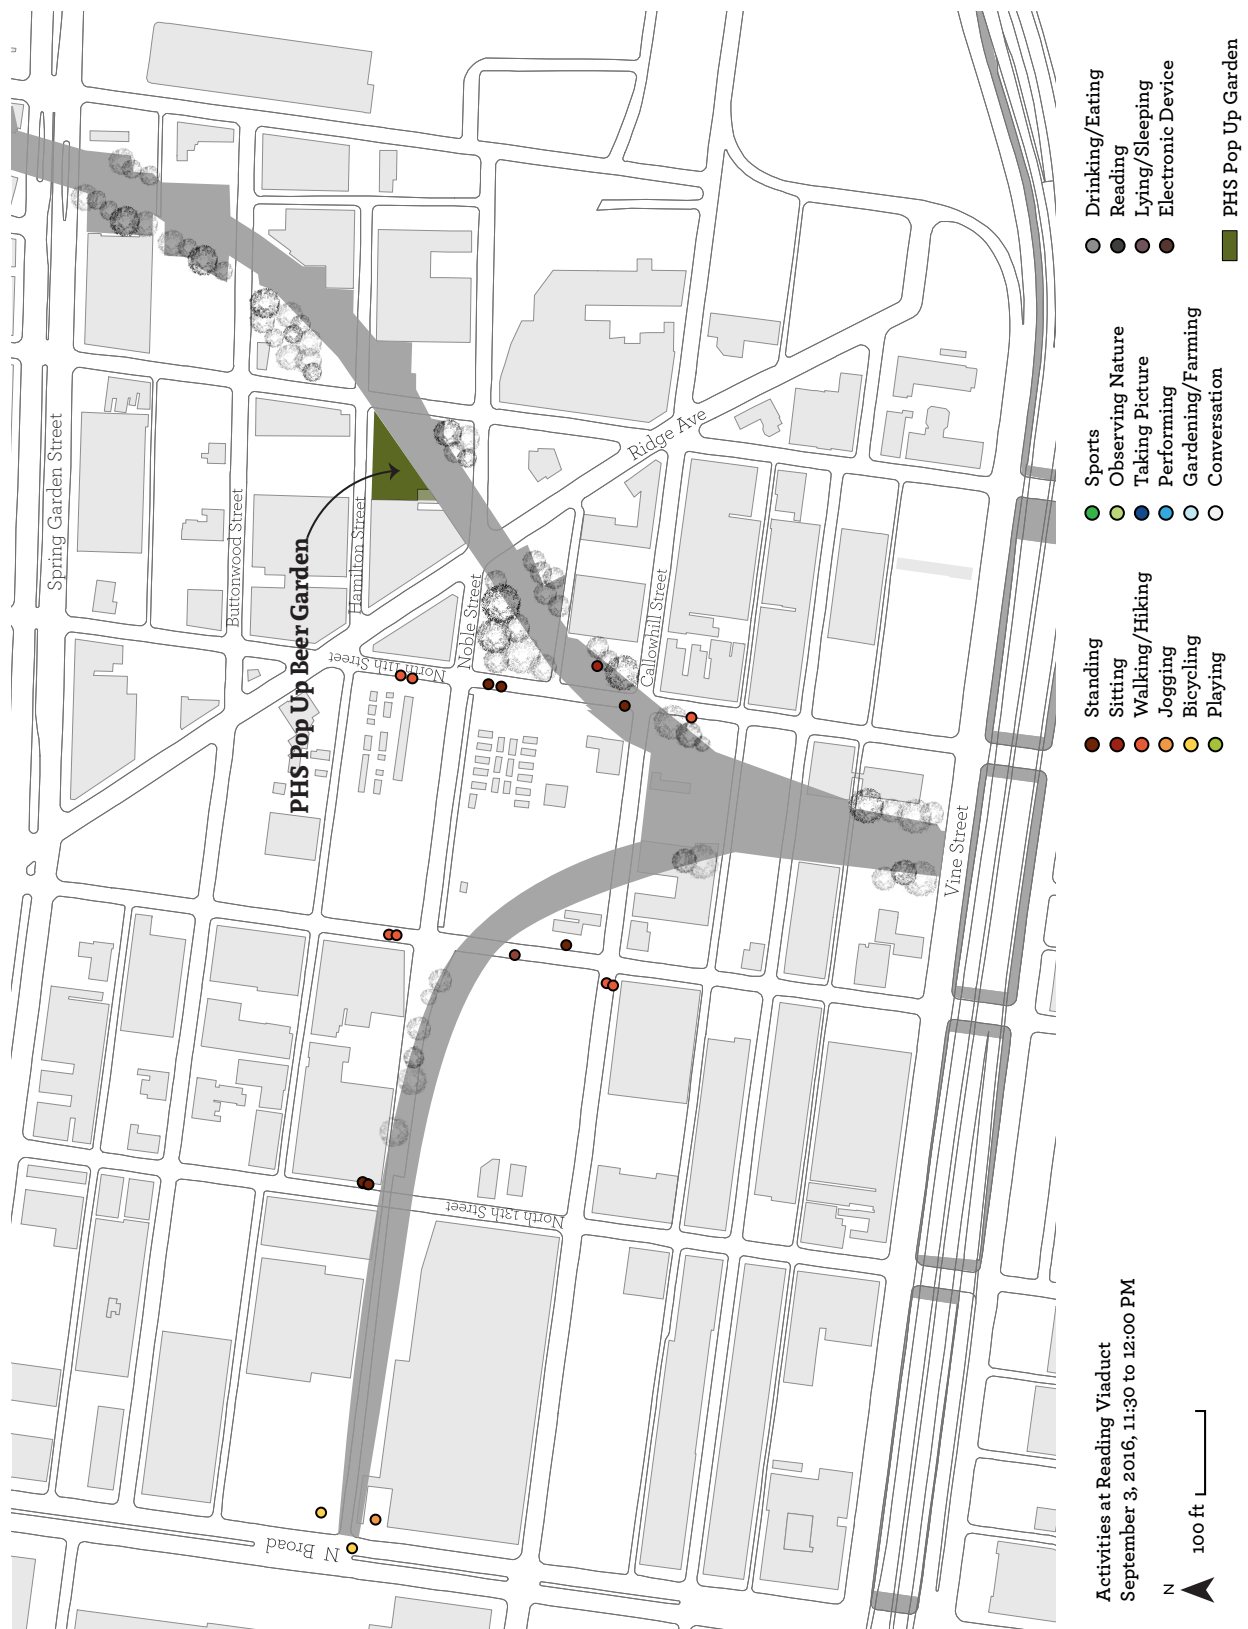 Spring Garden Street
Buttonwood Street
Hamilton Street
PHS Pop Up Beer Garden
North 11th Street
Noble Street
Ridge Ave
Callowhill Street
Vine Street
North 13th Street
N Broad
Activities at Reading Viaduct
September 3, 2016, 11:30 to 12:00 PM
N
100 ft
Standing
Sitting
Walking/Hiking
Jogging
Bicycling
Playing
Sports
Observing Nature
Taking Picture
Performing
Gardening/Farming
Conversation
Drinking/Eating
Reading
Lying/Sleeping
Electronic Device
PHS Pop Up Garden